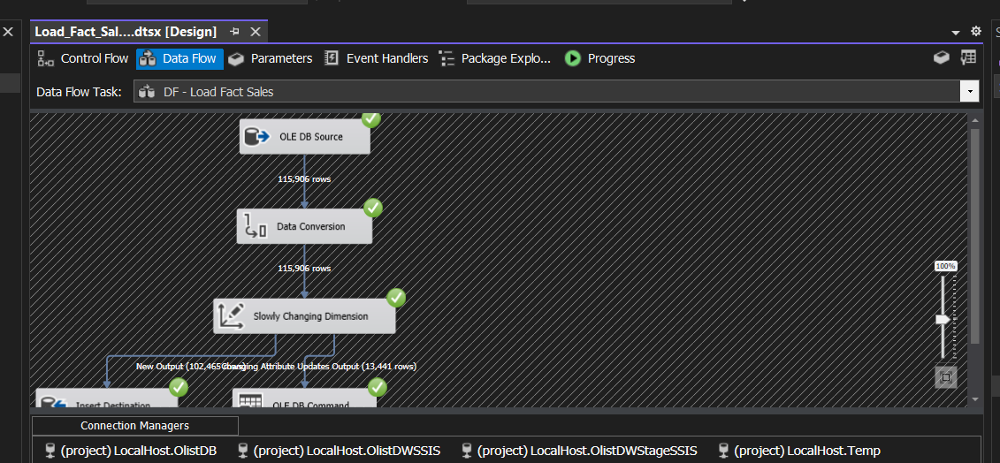 Load_Fact_Sal....dtsx [Design]
Control Flow Data Flow Parameters Event Handlers Package Explo... Progress
Data Flow Task: DF - Load Fact Sales
OLE DB Source
115,906 rows
Data Conversion
115,906 rows
100%
Slowly Changing Dimension
New Output (102,465 rows) Changing Attribute Updates Output (13,441 rows)
Insert Destination OLE DB Command
Connection Managers
(project) LocalHost.OlistDB (project) LocalHost.OlistDWSSIS (project) LocalHost.OlistDWStageSSIS (project) LocalHost.Temp